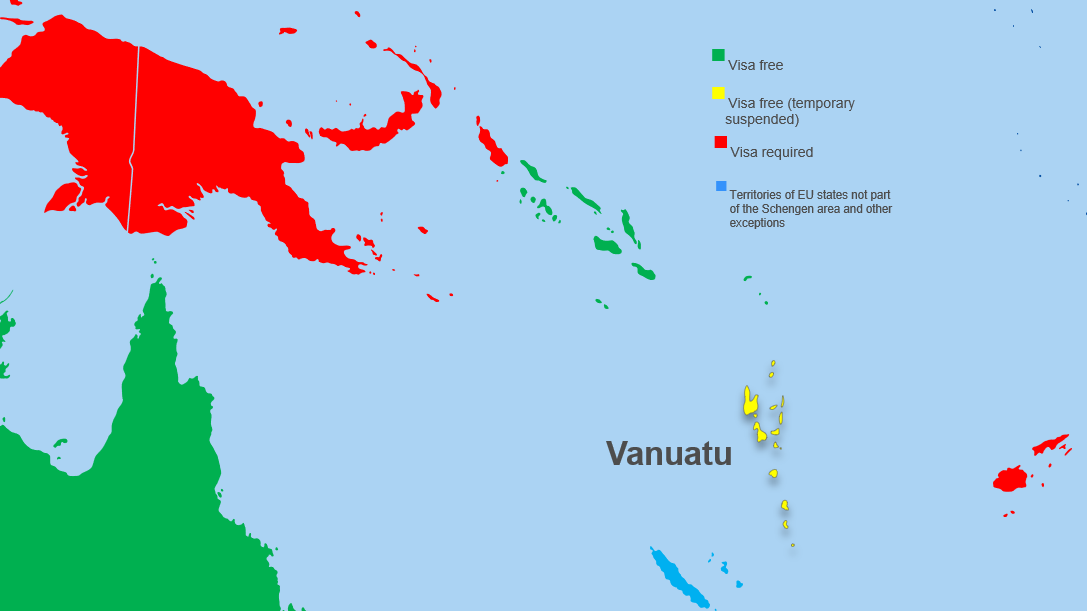 Visa free
Visa free (temporary
suspended)
Visa required
Territories of EU states not part
of the Schengen area and other
exceptions
Vanuatu